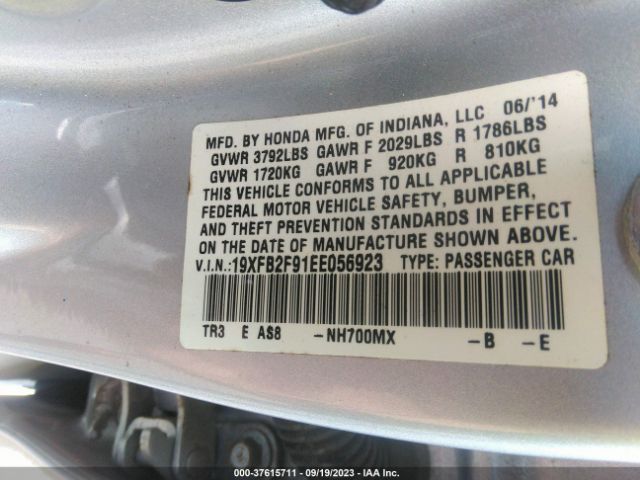 MFD. BY HONDA MFG. OF INDIANA, LLC 06/'14
GVWR 3792LBS GAWR F 2029LBS R 1786LBS
GVWR 1720KG GAWR F 920KG R 810KG
THIS VEHICLE CONFORMS TO ALL APPLICABLE
FEDERAL MOTOR VEHICLE SAFETY, BUMPER,
AND THEFT PREVENTION STANDARDS IN EFFECT
ON THE DATE OF MANUFACTURE SHOWN ABOVE.
V.I.N.:19XFB2F91EE056923 TYPE: PASSENGER CAR
TR3 E AS8 -NH700MX -B -E
000-37615711 - 09/19/2023 - IAA Inc.